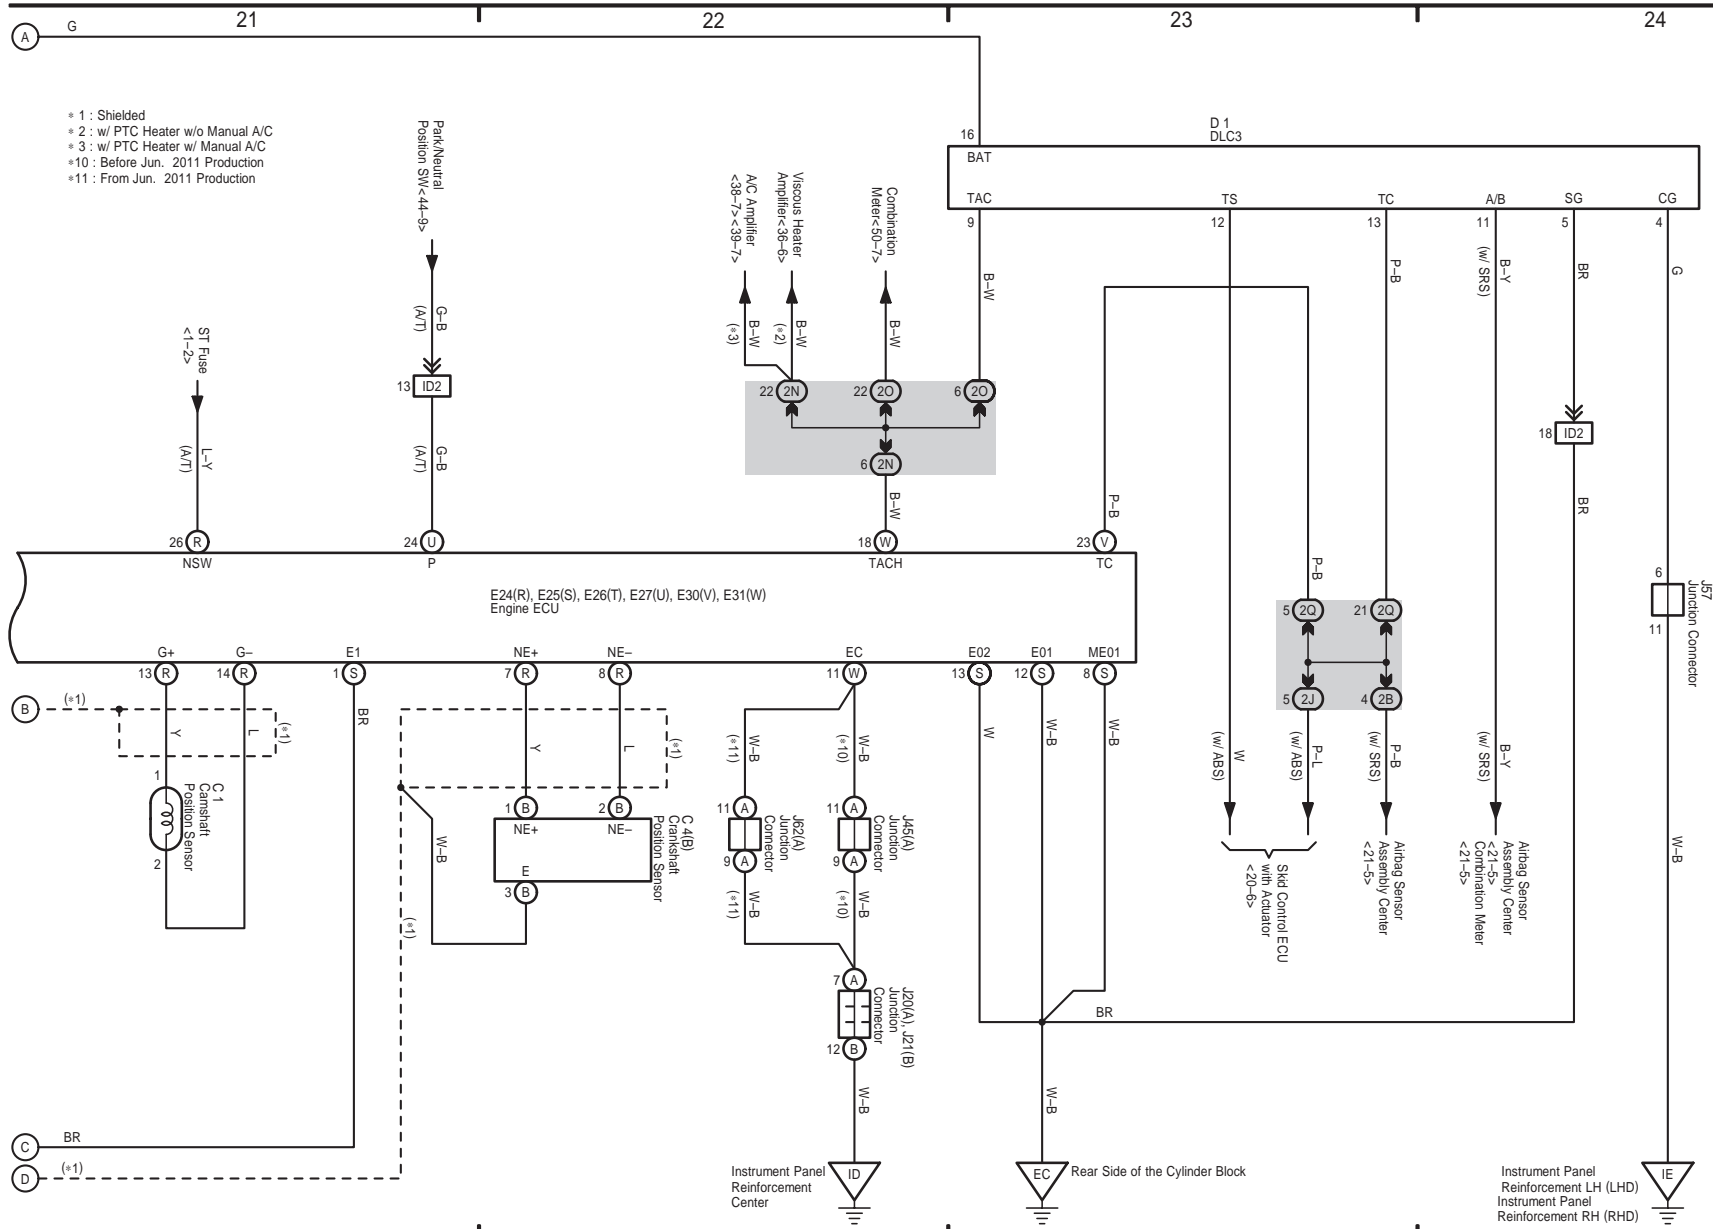 21
22
23
24
A
G
* 1 : Shielded
* 2 : w/ PTC Heater w/o Manual A/C
* 3 : w/ PTC Heater w/ Manual A/C
*10 : Before Jun. 2011 Production
*11 : From Jun. 2011 Production
D 1
DLC3
16
BAT
TAC
TS
TC
A/B
SG
CG
9
12
13
11
5
4
Park/Neutral
Position SW<44–9>
A/C Amplifier
<38–7><39–7>
Viscous Heater
Amplifier<36–6>
Combination
Meter<50–7>
B–W
P–B
B–Y
(w/ SRS)
BR
G
G–B
(A/T)
B–W
(*3)
B–W
(*2)
B–W
ST Fuse
<1–2>
13 ID2
22 2N
22 2O
6 2O
18 ID2
L–Y
(A/T)
G–B
(A/T)
6 2N
B–W
P–B
BR
26 R
24 U
18 W
23 V
NSW
P
TACH
TC
P–B
6
J57
Junction Connector
11
E24(R), E25(S), E26(T), E27(U), E30(V), E31(W)
Engine ECU
5 2Q
21 2Q
G+
G–
E1
NE+
NE–
EC
E02
E01
ME01
13 R
14 R
1 S
7 R
8 R
11 W
13 S
12 S
8 S
5 2J
4 2B
B
(*1)
Y
L
(*1)
BR
Y
L
(*1)
W–B
(*11)
W–B
(*10)
W
W–B
W–B
W
(w/ ABS)
P–L
(w/ ABS)
P–B
(w/ SRS)
B–Y
(w/ SRS)
1
C 1
Camshaft
Position Sensor
2
1 B
2 B
NE+
NE–
E
3 B
C 4(B)
Crankshaft
Position Sensor
W–B
(*1)
11 A
J62(A)
Junction
Connector
9 A
11 A
J45(A)
Junction
Connector
9 A
W–B
(*11)
W–B
(*10)
Skid Control ECU
with Actuator
<20–6>
Airbag Sensor
Assembly Center
<21–5>
Airbag Sensor
Assembly Center
<21–5>
Combination Meter
W–B
7 A
J20(A), J21(B)
Junction
Connector
12 B
BR
W–B
W–B
C
BR
D
(*1)
Instrument Panel
Reinforcement
Center
ID
EC
Rear Side of the Cylinder Block
Instrument Panel
Reinforcement LH (LHD)
Instrument Panel
Reinforcement RH (RHD)
IE